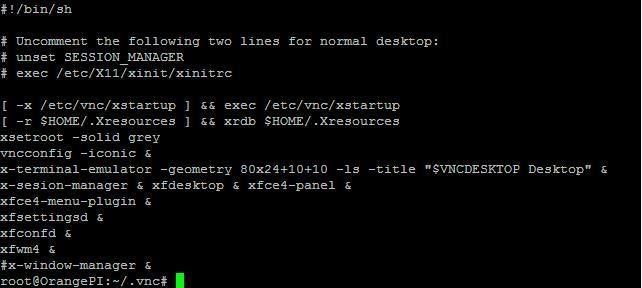 #!/bin/sh
# Uncomment the following two lines for normal desktop:
# unset SESSION_MANAGER
# exec /etc/X11/xinit/xinitrc
[ -x /etc/vnc/xstartup ] && exec /etc/vnc/xstartup
[ -r $HOME/.Xresources ] && xrdb $HOME/.Xresources
xsetroot -solid grey
vncconfig -iconic &
x-terminal-emulator -geometry 80x24+10+10 -ls -title "$VNCDESKTOP Desktop" &
x-sesion-manager & xfdesktop & xfce4-panel &
xfce4-menu-plugin &
xfsettingsd &
xfconfd &
xfwm4 &
#x-window-manager &
root@OrangePI:~/.vnc#